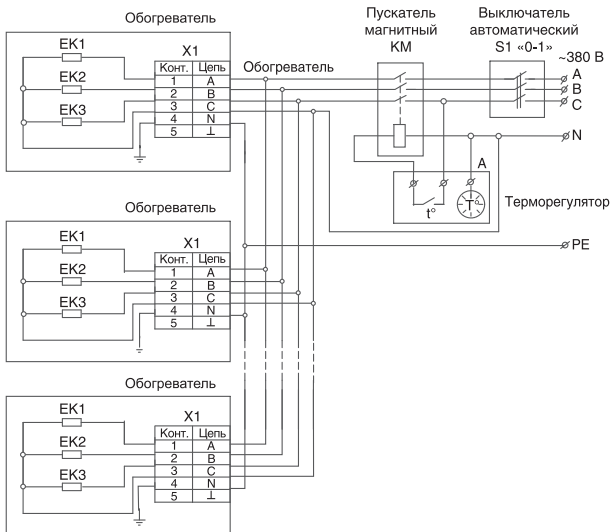 Обогреватель
EK1
EK2
EK3
X1
Конт. Цепь
1 A
2 B
3 C
4 N
5 ⊥
Обогреватель
Пускатель
магнитный
КМ
Выключатель
автоматический
S1 «0-1»
~380 В
A
B
C
N
A
t°
T°
Терморегулятор
PE
Обогреватель
EK1
EK2
EK3
X1
Конт. Цепь
1 A
2 B
3 C
4 N
5 ⊥
Обогреватель
EK1
EK2
EK3
X1
Конт. Цепь
1 A
2 B
3 C
4 N
5 ⊥